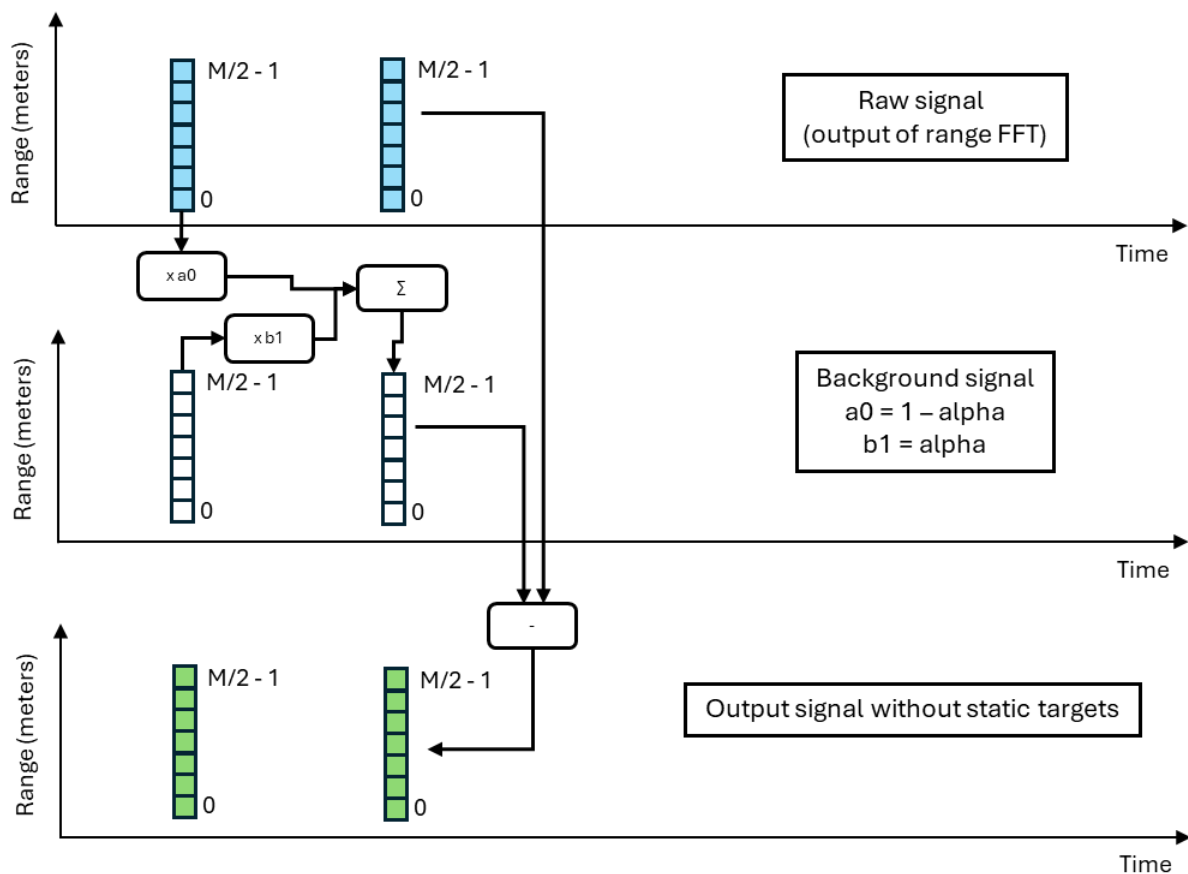 Range (meters)
M/2 - 1
M/2 - 1
Raw signal
(output of range FFT)
0
0
Time
x a0
Σ
x b1
Range (meters)
M/2 - 1
M/2 - 1
Background signal
a0 = 1 – alpha
b1 = alpha
0
0
Time
-
Range (meters)
M/2 - 1
M/2 - 1
Output signal without static targets
0
0
Time